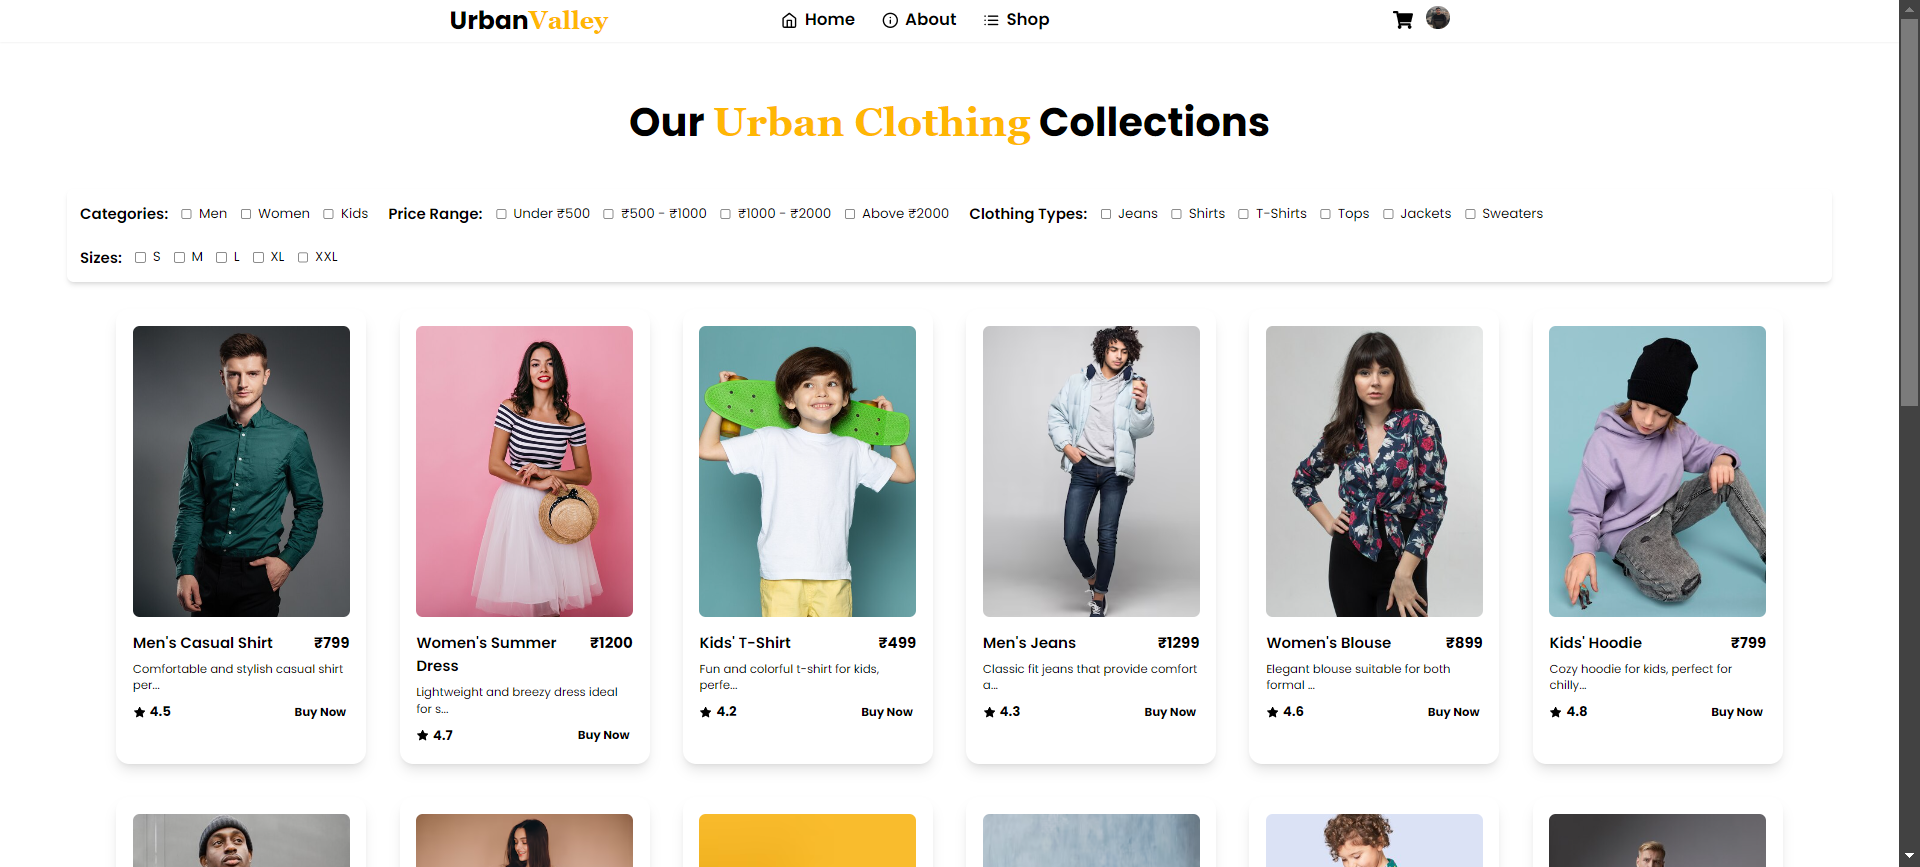 UrbanValley Home About Shop
Our Urban Clothing Collections
Categories: Men Women Kids Price Range: Under ₹500 ₹500 - ₹1000 ₹1000 - ₹2000 Above ₹2000 Clothing Types: Jeans Shirts T-Shirts Tops Jackets Sweaters
Sizes: S M L XL XXL
Men's Casual Shirt ₹799
Comfortable and stylish casual shirt
per...
4.5 Buy Now
Women's Summer ₹1200
Dress
Lightweight and breezy dress ideal
for s...
4.7 Buy Now
Kids' T-Shirt ₹499
Fun and colorful t-shirt for kids,
perfe...
4.2 Buy Now
Men's Jeans ₹1299
Classic fit jeans that provide comfort
a...
4.3 Buy Now
Women's Blouse ₹899
Elegant blouse suitable for both
formal ...
4.6 Buy Now
Kids' Hoodie ₹799
Cozy hoodie for kids, perfect for
chilly...
4.8 Buy Now